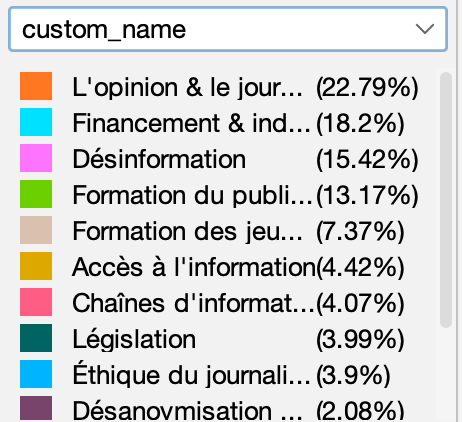 custom_name
L'opinion & le jour... (22.79%)
Financement & ind... (18.2%)
Désinformation (15.42%)
Formation du publi... (13.17%)
Formation des jeu... (7.37%)
Accès à l'information(4.42%)
Chaînes d'informat... (4.07%)
Législation (3.99%)
Éthique du journali... (3.9%)
Désanovmisation ... (2.08%)